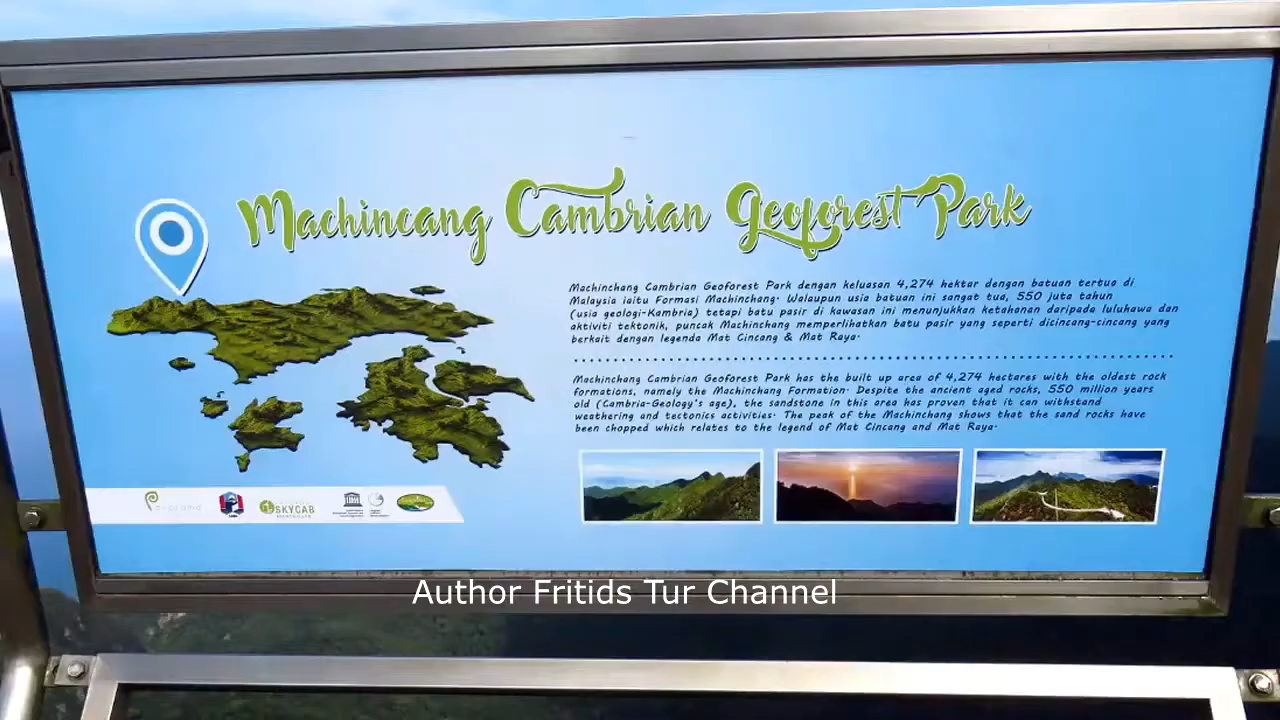 Machincang Cambrian Geoforest Park
Machinchang Cambrian Geoforest Park dengan keluasan 4,274 hektar dengan batuan tertua di
Malaysia iaitu Formasi Machinchang. Walaupun usia batuan ini sangat tua, 550 juta tahun
(usia geologi-Kambria) tetapi batu pasir di kawasan ini menunjukkan ketahanan daripada luluhawa dan
aktiviti tektonik, puncak Machinchang memperlihatkan batu pasir yang seperti dicincang-cincang yang
berkait dengan legenda Mat Cincang & Mat Raya.
Machinchang Cambrian Geoforest Park has the built up area of 4,274 hectares with the oldest rock
formations, namely the Machinchang Formation. Despite the ancient aged rocks, 550 million years
old (Cambria-Geology's age), the sandstone in this area has proven that it can withstand
weathering and tectonics activities. The peak of the Machinchang shows that the sand rocks have
been chopped which relates to the legend of Mat Cincang and Mat Raya.
panorama
SKYCAB
Author Fritids Tur Channel